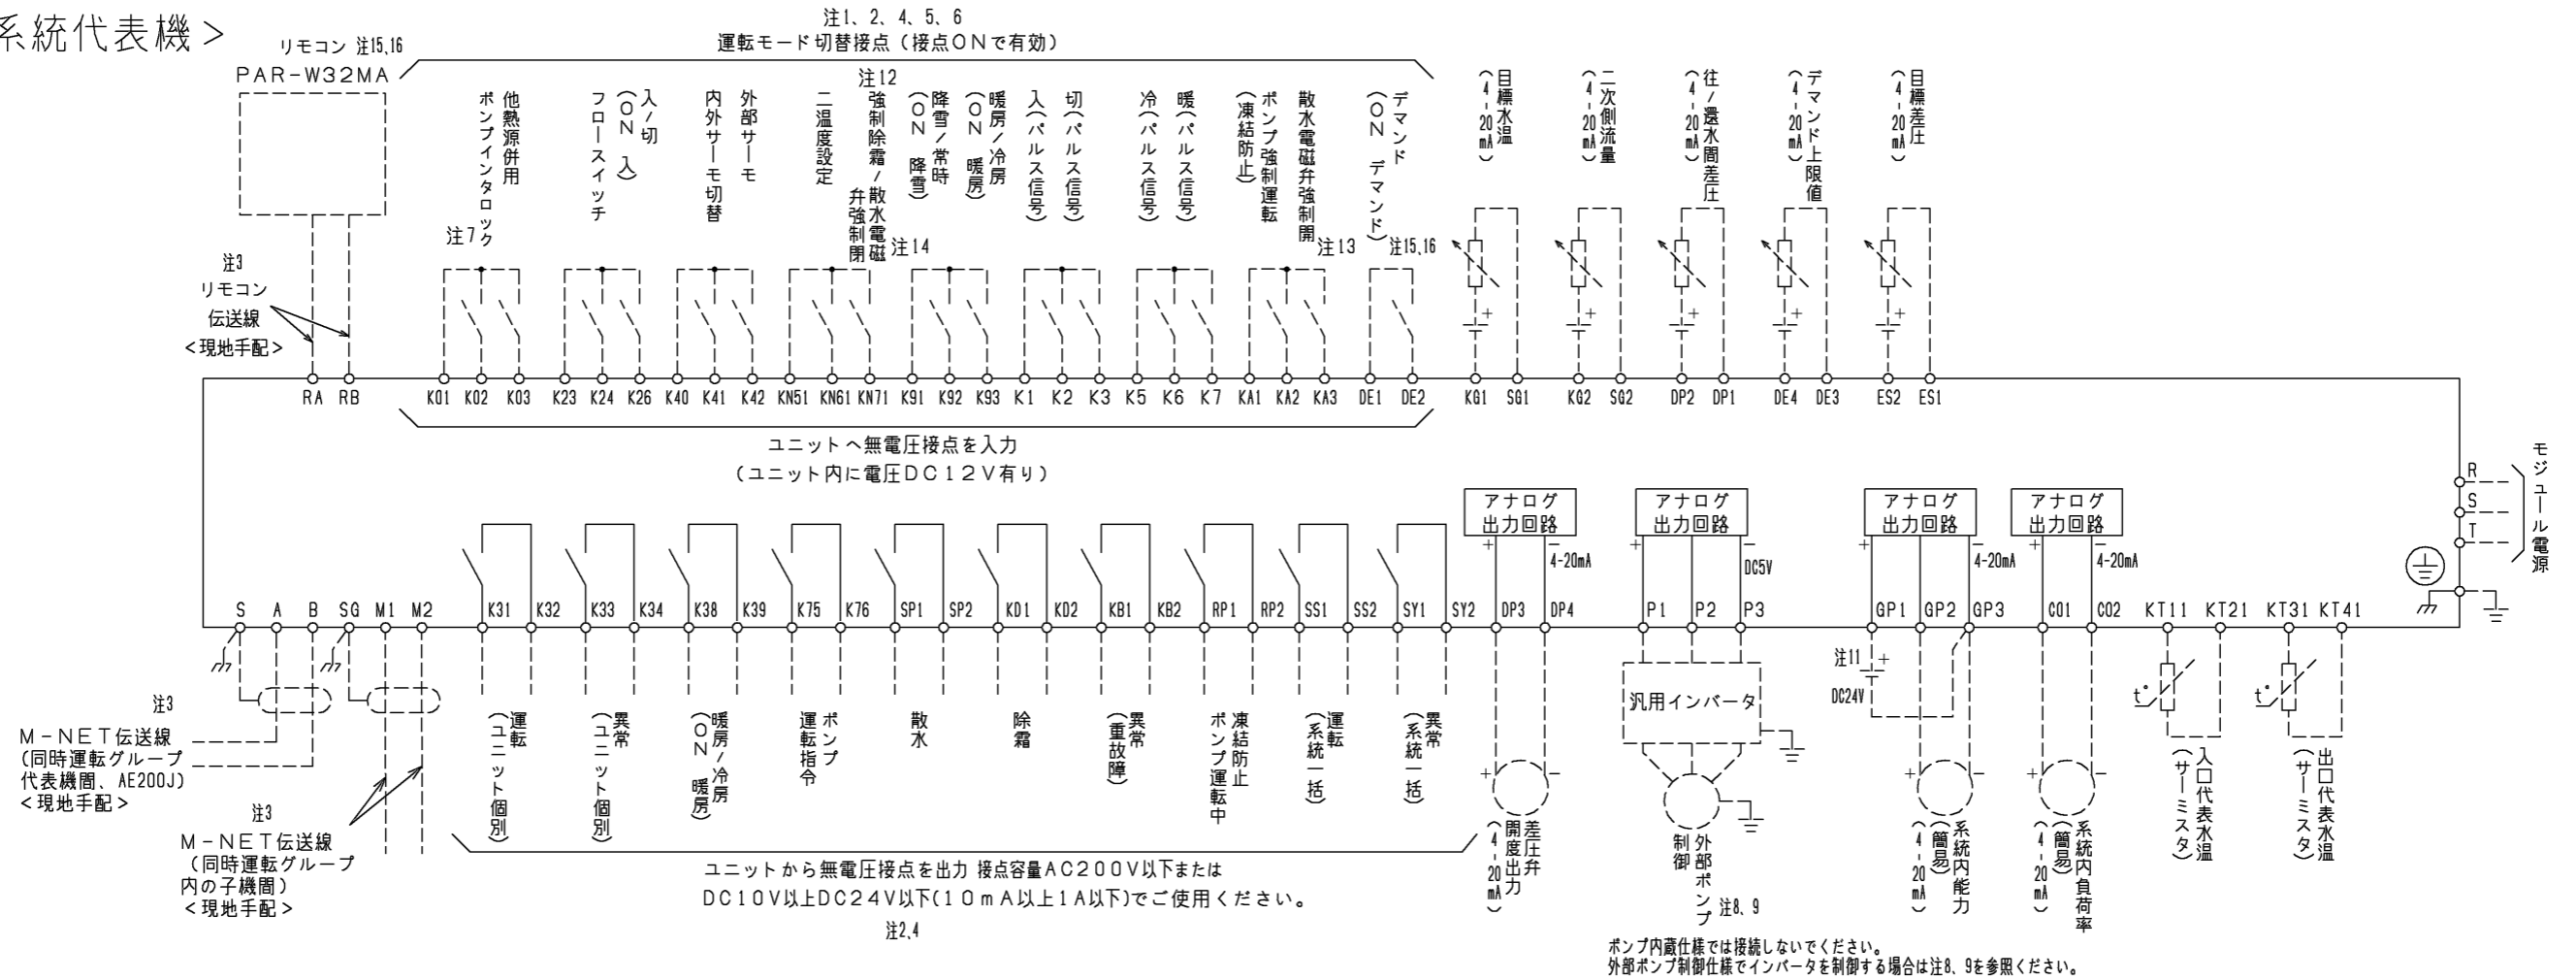 系統代表機>
注1、2、4、5、6
運転モード切替接点（接点ＯＮで有効）
リモコン 注15,16
ＰＡＲ－Ｗ３２ＭＡ
他熱源併用
ポンプインタロック
注7
入/切
（ＯＮ 入）
フロースイッチ
外部サーモ
内外サーモ切替
注12
強制除霜/散水電磁
弁強制閉
二温度設定
注14
暖房/冷房
（ＯＮ 暖房）
降雪/常時
（ＯＮ 降雪）
切（パルス信号）
入（パルス信号）
暖（パルス信号）
冷（パルス信号）
散水電磁弁強制開
ポンプ強制運転
（凍結防止）
注13
デマンド
（ＯＮ デマンド）
注15,16
目標水温
（4-20mA）
二次側流量
（4-20mA）
往/還水間差圧
（4-20mA）
デマンド上限値
（4-20mA）
目標差圧
（4-20mA）
注3
リモコン
伝送線
＜現地手配＞
RA RB K01 K02 K03 K23 K24 K26 K40 K41 K42 KN51 KN61 KN71 K91 K92 K93 K1 K2 K3 K5 K6 K7 KA1 KA2 KA3 DE1 DE2 KG1 SG1 KG2 SG2 DP2 DP1 DE4 DE3 ES2 ES1
ユニットへ無電圧接点を入力
（ユニット内に電圧ＤＣ１２Ｖ有り）
モジュール電源
R
S
T
アナログ
出力回路
+ － 4-20mA
アナログ
出力回路
+ － DC5V
アナログ
出力回路
+ － 4-20mA
アナログ
出力回路
+ － 4-20mA
S A B SG M1 M2 K31 K32 K33 K34 K38 K39 K75 K76 SP1 SP2 KD1 KD2 KB1 KB2 RP1 RP2 SS1 SS2 SY1 SY2 DP3 DP4 P1 P2 P3 GP1 GP2 GP3 CO1 CO2 KT11 KT21 KT31 KT41
注3
Ｍ－ＮＥＴ伝送線
(同時運転グループ
代表機間、AE200J)
＜現地手配＞
注3
Ｍ－ＮＥＴ伝送線
（同時運転グループ
内の子機間）
＜現地手配＞
運転
（ユニット個別）
異常
（ユニット個別）
暖房/冷房
（ＯＮ 暖房）
ポンプ
運転指令
散水
除霜
異常
（重故障）
凍結防止
ポンプ運転中
運転
（系統一括）
異常
（系統一括）
ユニットから無電圧接点を出力 接点容量ＡＣ２００Ｖ以下または
ＤＣ１０Ｖ以上ＤＣ２４Ｖ以下(１０ｍＡ以上１Ａ以下)でご使用ください。
注2,4
差圧弁
開度出力
（4-20mA）
汎用インバータ
外部ポンプ
制御
注8、9
注11
DC24V
系統内能力
（簡易）
（4-20mA）
系統内負荷率
（簡易）
（4-20mA）
t°
入口代表水温
（サーミスタ）
t°
出口代表水温
（サーミスタ）
ポンプ内蔵仕様では接続しないでください。
外部ポンプ制御仕様でインバータを制御する場合は注8、9を参照ください。